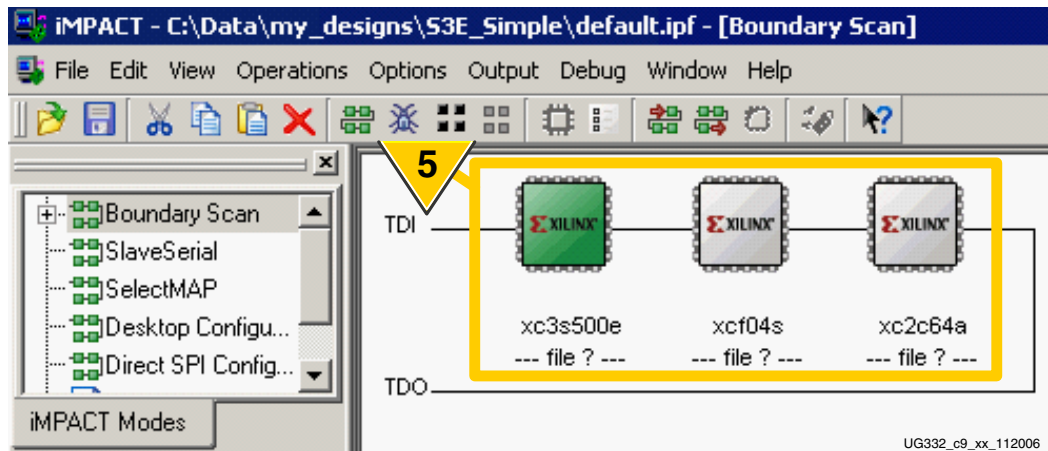 iMPACT - C:\Data\my_designs\S3E_Simple\default.ipf - [Boundary Scan]
File Edit View Operations Options Output Debug Window Help
5
Boundary Scan
SlaveSerial
SelectMAP
Desktop Configu...
Direct SPI Config...
iMPACT Modes
TDI
XILINX XILINX XILINX
xc3s500e xcf04s xc2c64a
--- file ? --- --- file ? --- --- file ? ---
TDO
UG332_c9_xx_112006